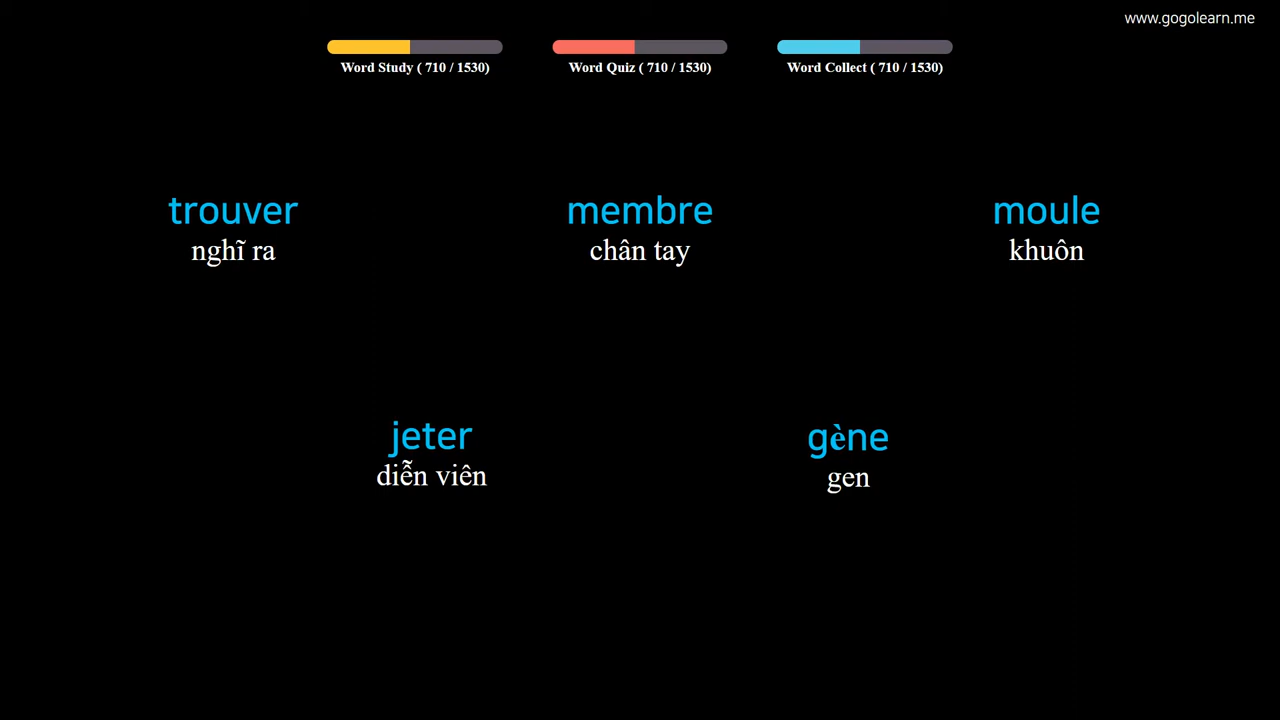 www.gogolearn.me
Word Study ( 710 / 1530)
Word Quiz ( 710 / 1530)
Word Collect ( 710 / 1530)
trouver
nghĩ ra
membre
chân tay
moule
khuôn
jeter
diễn viên
gène
gen